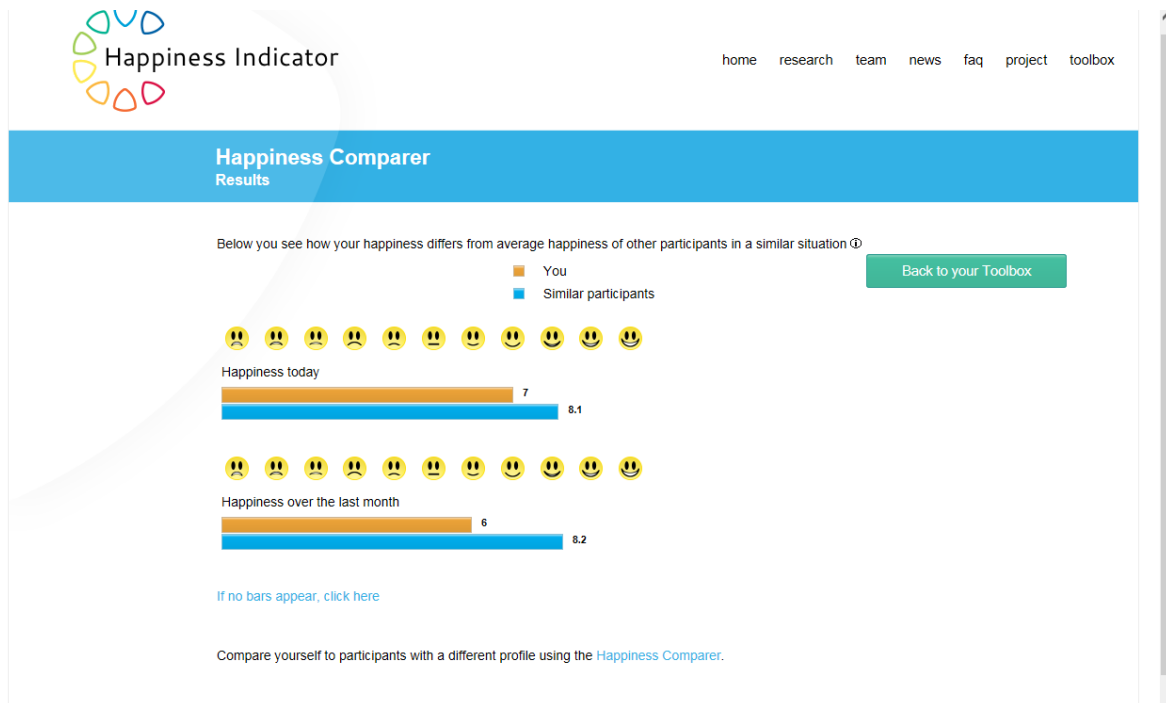 Happiness Indicator
home research team news faq project toolbox
Happiness Comparer
Results
Below you see how your happiness differs from average happiness of other participants in a similar situation
You
Back to your Toolbox
Similar participants
Happiness today
7
8.1
Happiness over the last month
6
8.2
If no bars appear, click here
Compare yourself to participants with a different profile using the Happiness Comparer.